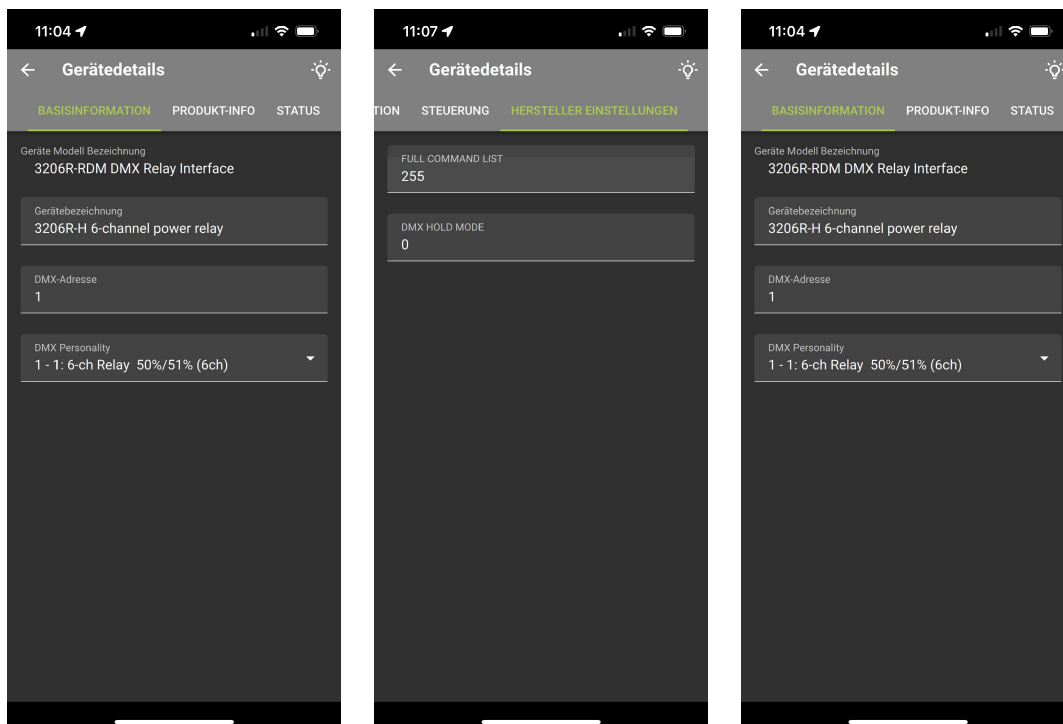 11:04
Gerätedetails
BASISINFORMATION PRODUKT-INFO STATUS
Geräte Modell Bezeichnung
3206R-RDM DMX Relay Interface
Gerätebezeichnung
3206R-H 6-channel power relay
DMX-Adresse
1
DMX Personality
1 - 1: 6-ch Relay 50%/51% (6ch)
11:07
Gerätedetails
TION STEUERUNG HERSTELLER EINSTELLUNGEN
FULL COMMAND LIST
255
DMX HOLD MODE
0
11:04
Gerätedetails
BASISINFORMATION PRODUKT-INFO STATUS
Geräte Modell Bezeichnung
3206R-RDM DMX Relay Interface
Gerätebezeichnung
3206R-H 6-channel power relay
DMX-Adresse
1
DMX Personality
1 - 1: 6-ch Relay 50%/51% (6ch)